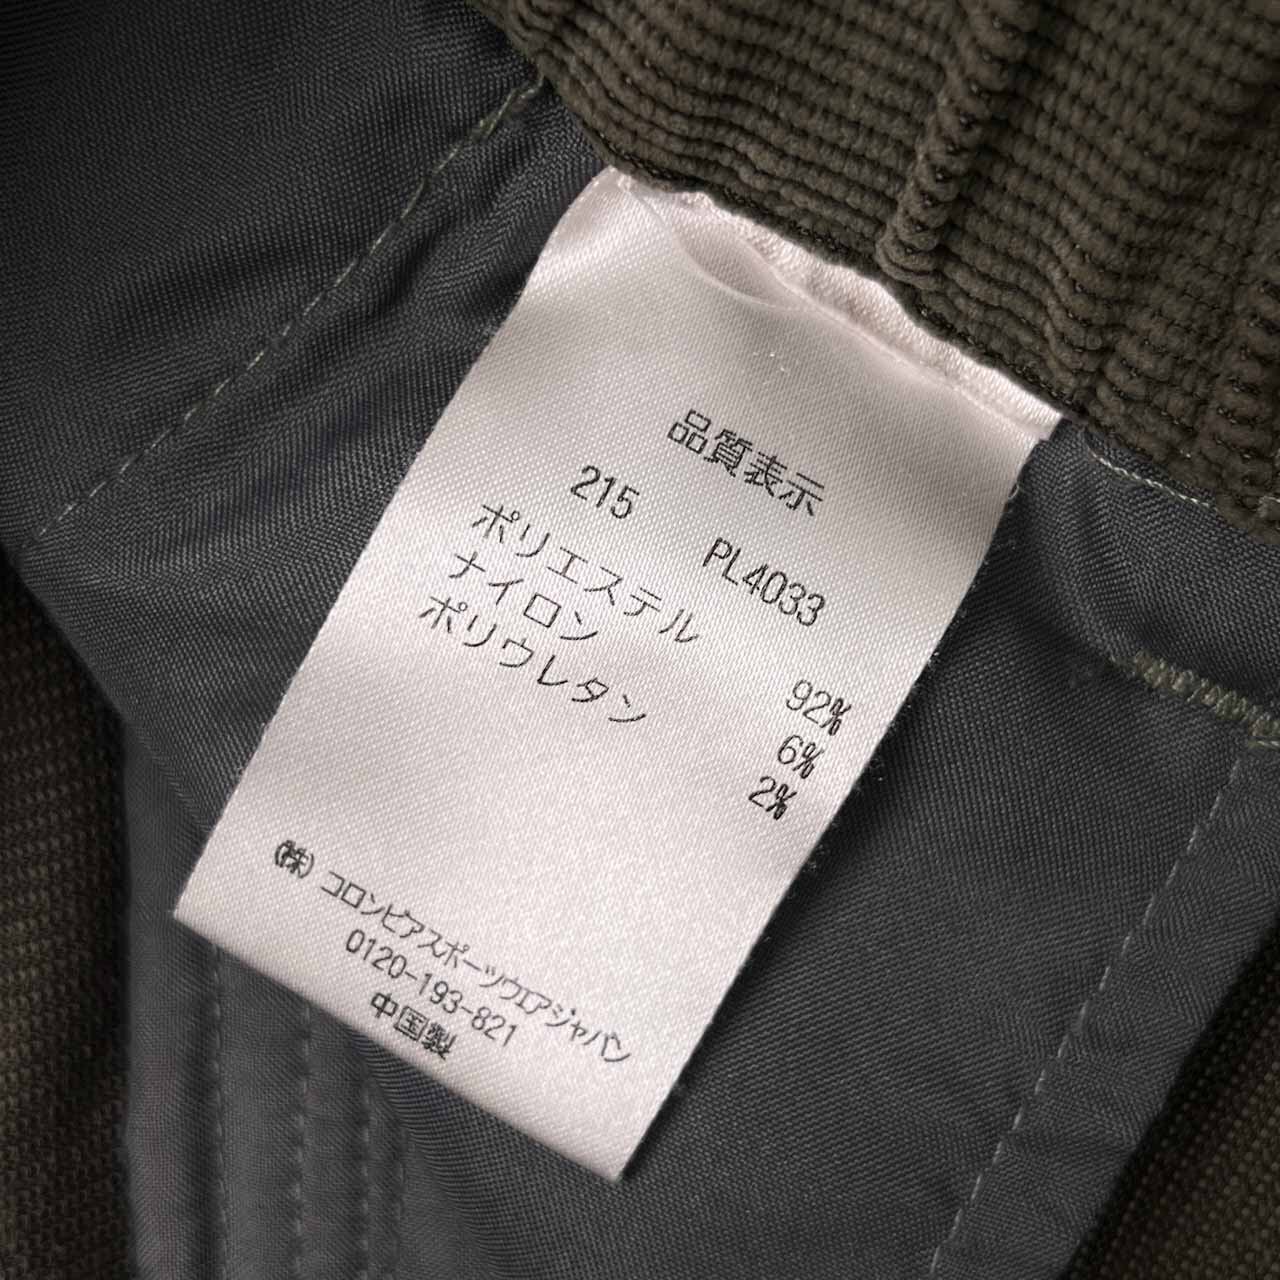 品質表示
215 PL4033
ポリエステル 92%
ナイロン 6%
ポリウレタン 2%
(株)コロンビアスポーツウエアジャパン
0120-193-821
中国製